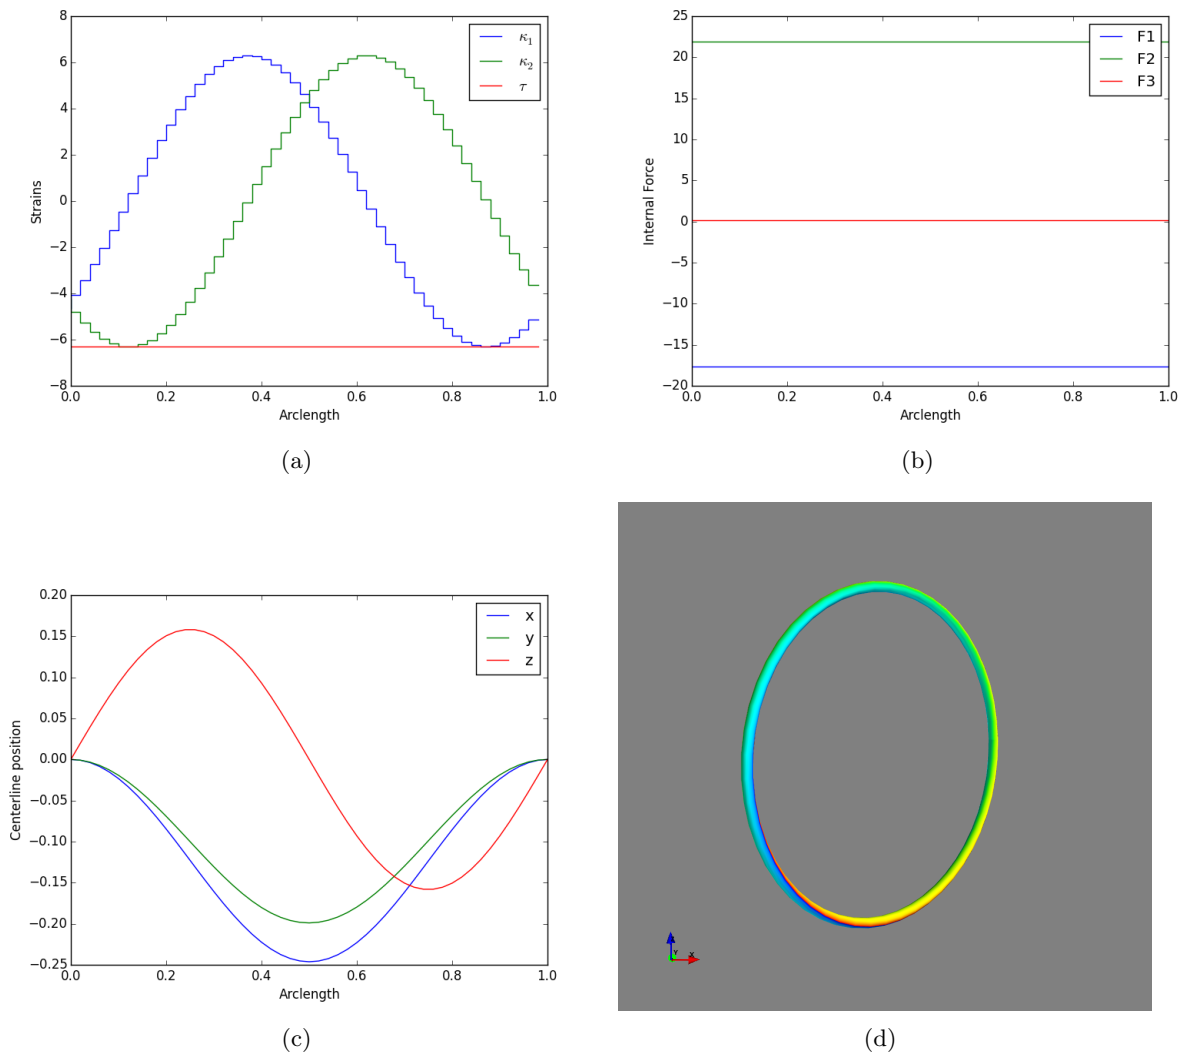 8
6
4
2
0
−2
−4
−6
−8
Strains
0.0 0.2 0.4 0.6 0.8 1.0
Arclength
κ₁
κ₂
τ
(a)
25
20
15
10
5
0
−5
−10
−15
−20
Internal Force
0.0 0.2 0.4 0.6 0.8 1.0
Arclength
F1
F2
F3
(b)
0.20
0.15
0.10
0.05
0.00
−0.05
−0.10
−0.15
−0.20
−0.25
Centerline position
0.0 0.2 0.4 0.6 0.8 1.0
Arclength
x
y
z
(c)
Y X
(d)